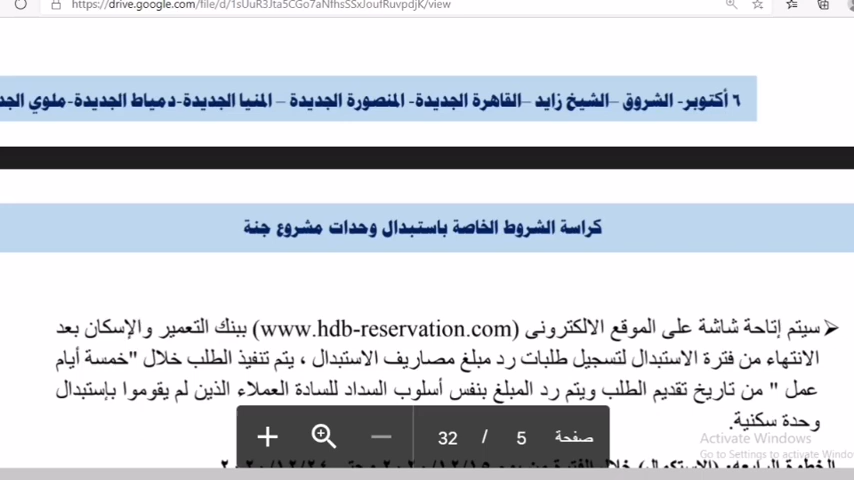 https://drive.google.com/file/d/1sUuR3Jta5CGo7aNfhsSSxJoufRuvpdjK/view
٦ أكتوبر- الشروق –الشيخ زايد –القاهرة الجديدة- المنصورة الجديدة – المنيا الجديدة-دمياط الجديدة-ملوي الجد
كراسة الشروط الخاصة باستبدال وحدات مشروع جنة
سيتم إتاحة شاشة على الموقع الالكترونى (www.hdb-reservation.com) ببنك التعمير والإسكان بعد
الانتهاء من فترة الاستبدال لتسجيل طلبات رد مبلغ مصاريف الاستبدال ، يتم تنفيذ الطلب خلال "خمسة أيام
عمل " من تاريخ تقديم الطلب ويتم رد المبلغ بنفس أسلوب السداد للسادة العملاء الذين لم يقوموا بإستبدال
وحدة سكنية.
صفحة 5 / 32
Activate Windows
Go to Settings to activate Windo